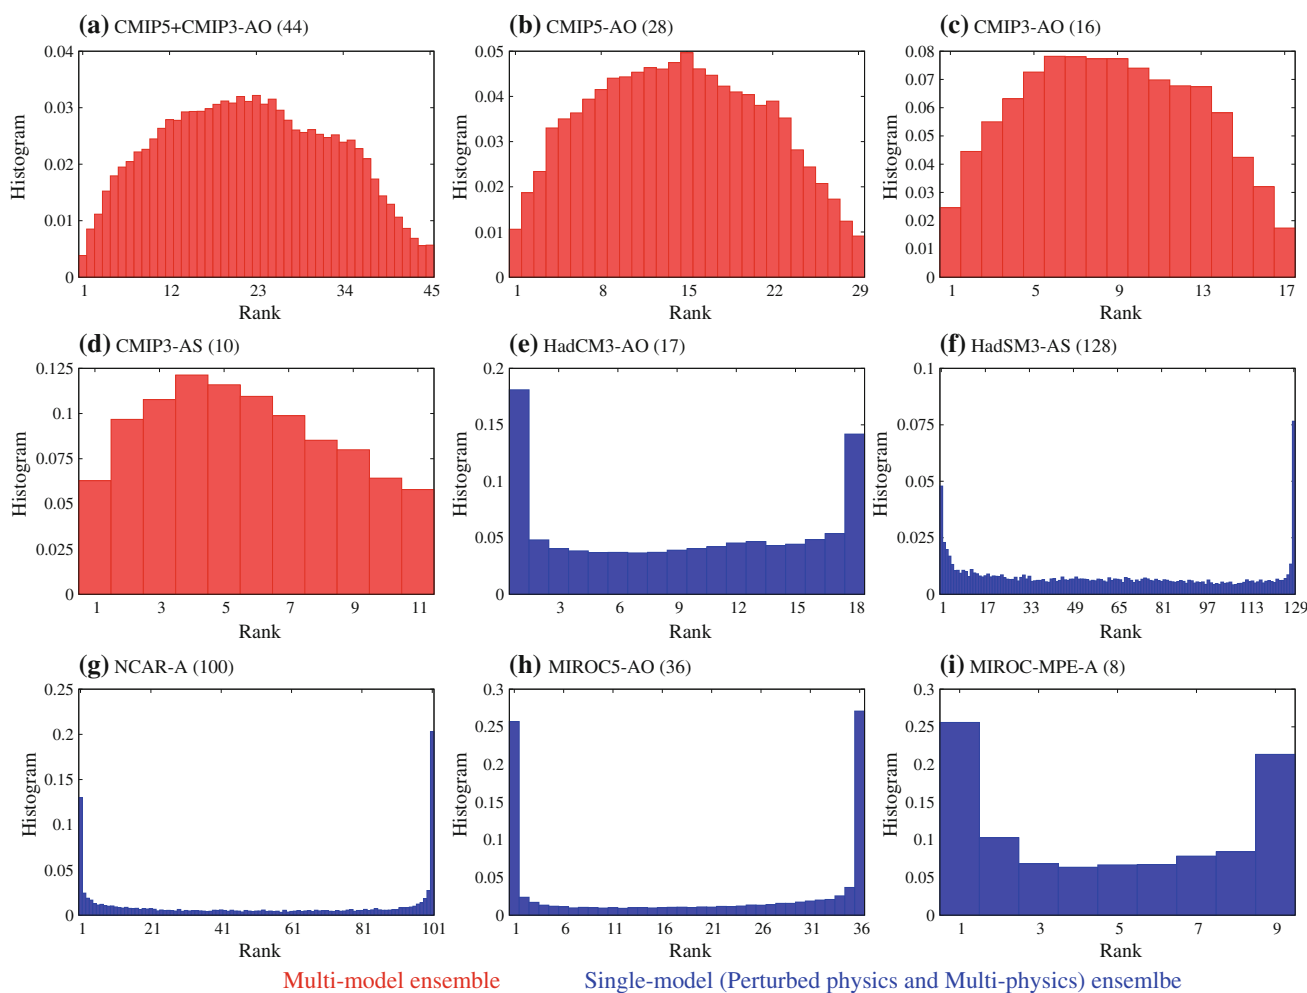 (a) CMIP5+CMIP3-AO (44)
0.04
0.03
0.02
0.01
0
Histogram
1 12 23 34 45
Rank
(b) CMIP5-AO (28)
0.05
0.04
0.03
0.02
0.01
0
Histogram
1 8 15 22 29
Rank
(c) CMIP3-AO (16)
0.08
0.07
0.06
0.05
0.04
0.03
0.02
0.01
0
Histogram
1 5 9 13 17
Rank
(d) CMIP3-AS (10)
0.125
0.1
0.075
0.05
0.025
0
Histogram
1 3 5 7 9 11
Rank
(e) HadCM3-AO (17)
0.2
0.15
0.1
0.05
0
Histogram
3 6 9 12 15 18
Rank
(f) HadSM3-AS (128)
0.1
0.075
0.05
0.025
0
Histogram
1 17 33 49 65 81 97 113 129
Rank
(g) NCAR-A (100)
0.25
0.2
0.15
0.1
0.05
0
Histogram
1 21 41 61 81 101
Rank
(h) MIROC5-AO (36)
0.3
0.25
0.2
0.15
0.1
0.05
0
Histogram
1 6 11 16 21 26 31 36
Rank
(i) MIROC-MPE-A (8)
0.3
0.25
0.2
0.15
0.1
0.05
0
Histogram
1 3 5 7 9
Rank
Multi-model ensemble
Single-model (Perturbed physics and Multi-physics) ensemlbe